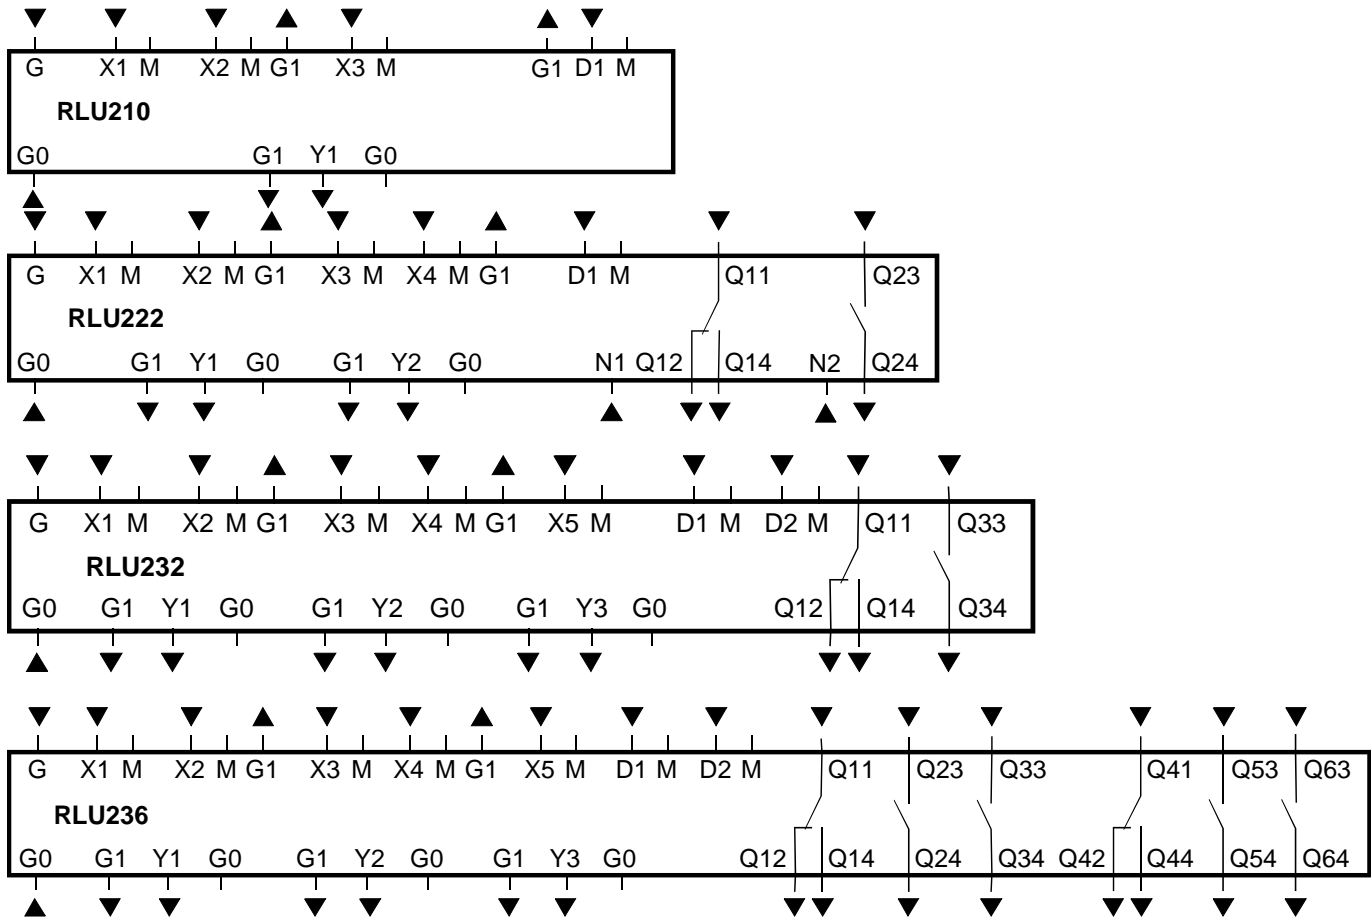 G X1 M X2 M G1 X3 M G1 D1 M
RLU210
G0 G1 Y1 G0
G X1 M X2 M G1 X3 M X4 M G1 D1 M Q11 Q23
RLU222
G0 G1 Y1 G0 G1 Y2 G0 N1 Q12 Q14 N2 Q24
G X1 M X2 M G1 X3 M X4 M G1 X5 M D1 M D2 M Q11 Q33
RLU232
G0 G1 Y1 G0 G1 Y2 G0 G1 Y3 G0 Q12 Q14 Q34
G X1 M X2 M G1 X3 M X4 M G1 X5 M D1 M D2 M Q11 Q23 Q33 Q41 Q53 Q63
RLU236
G0 G1 Y1 G0 G1 Y2 G0 G1 Y3 G0 Q12 Q14 Q24 Q34 Q42 Q44 Q54 Q64